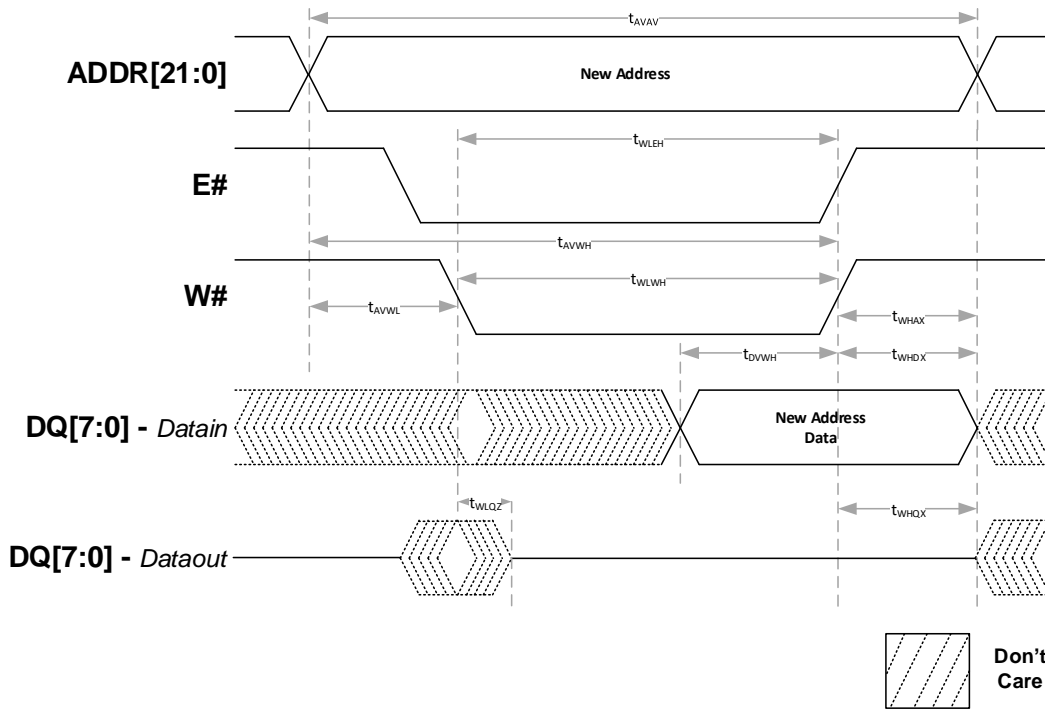 tAVAV
ADDR[21:0]
New Address
tWLEH
E#
tAVWH
W#
tWLWH
tAVWL
tWHAX
tDVWH
tWHDX
DQ[7:0] - Datain
New Address
Data
tWLQZ
tWHQX
DQ[7:0] - Dataout
Don't
Care